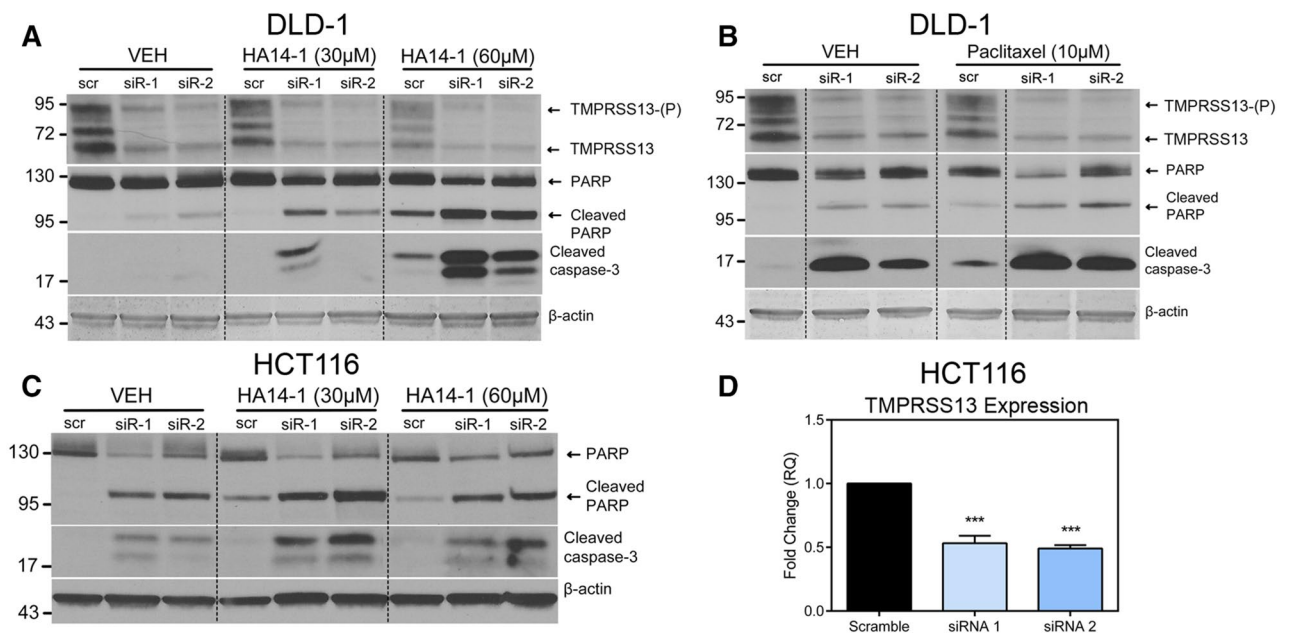 A
DLD-1
VEH HA14-1 (30μM) HA14-1 (60μM)
scr siR-1 siR-2 scr siR-1 siR-2 scr siR-1 siR-2
95
72
← TMPRSS13-(P)
← TMPRSS13
130
← PARP
95
← Cleaved
PARP
Cleaved
caspase-3
17
43
β-actin
B
DLD-1
VEH Paclitaxel (10μM)
scr siR-1 siR-2 scr siR-1 siR-2
95
72
← TMPRSS13-(P)
← TMPRSS13
130
← PARP
95
← Cleaved
PARP
17
Cleaved
caspase-3
43
β-actin
C
HCT116
VEH HA14-1 (30μM) HA14-1 (60μM)
scr siR-1 siR-2 scr siR-1 siR-2 scr siR-1 siR-2
130
← PARP
95
← Cleaved
PARP
Cleaved
caspase-3
17
43
β-actin
D
HCT116
TMPRSS13 Expression
Fold Change (RQ)
1.5
1.0
0.5
0.0
*** ***
Scramble siRNA 1 siRNA 2